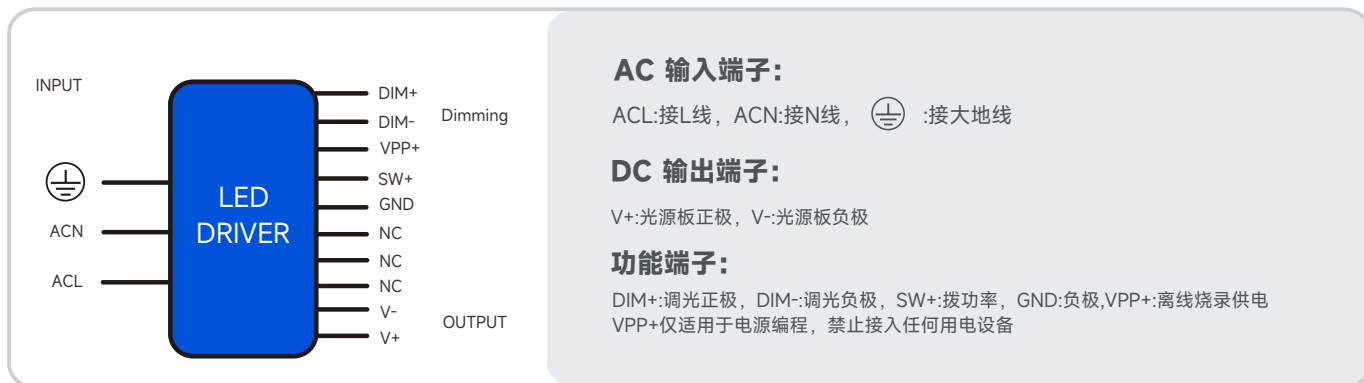 INPUT
ACN
ACL
LED
DRIVER
DIM+
DIM-
VPP+
SW+
GND
NC
NC
NC
V-
V+
Dimming
OUTPUT
AC 输入端子：
ACL:接L线，ACN:接N线， :接大地线
DC 输出端子：
V+:光源板正极，V-:光源板负极
功能端子：
DIM+:调光正极，DIM-:调光负极，SW+:拨功率，GND:负极,VPP+:离线烧录供电
VPP+仅适用于电源编程，禁止接入任何用电设备